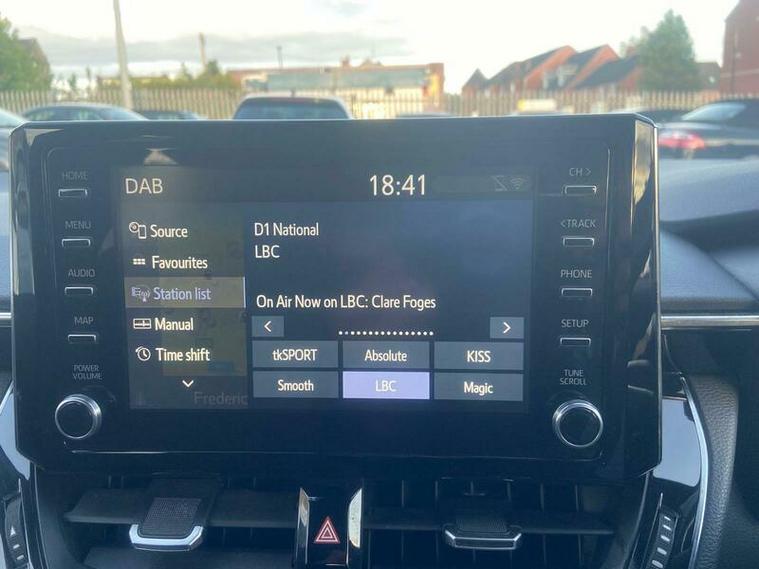 HOME
MENU
AUDIO
MAP
POWER
VOLUME
DAB
18:41
Source
Favourites
Station list
Manual
Time shift
D1 National
LBC
On Air Now on LBC: Clare Foges
<
>
tkSPORT
Absolute
KISS
Smooth
LBC
Magic
Frederic
CH >
<TRACK
PHONE
SETUP
TUNE
SCROLL